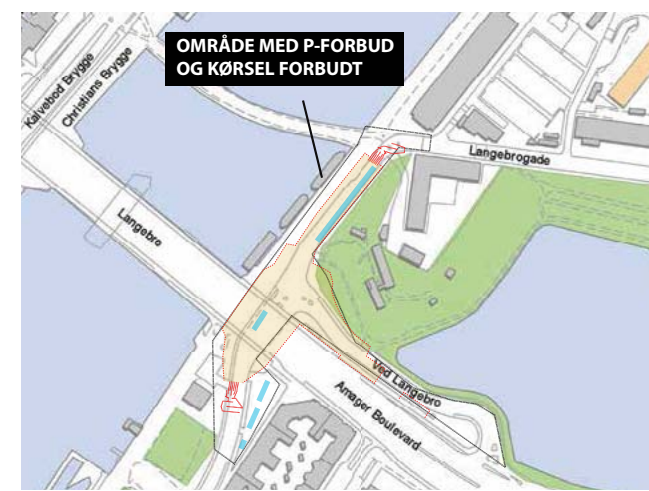 OMRÅDE MED P-FORBUD
OG KØRSEL FORBUDT
Kalvebod Brygge
Christians Brygge
Langebrogade
Langebro
Ved Langebro
Amager Boulevard